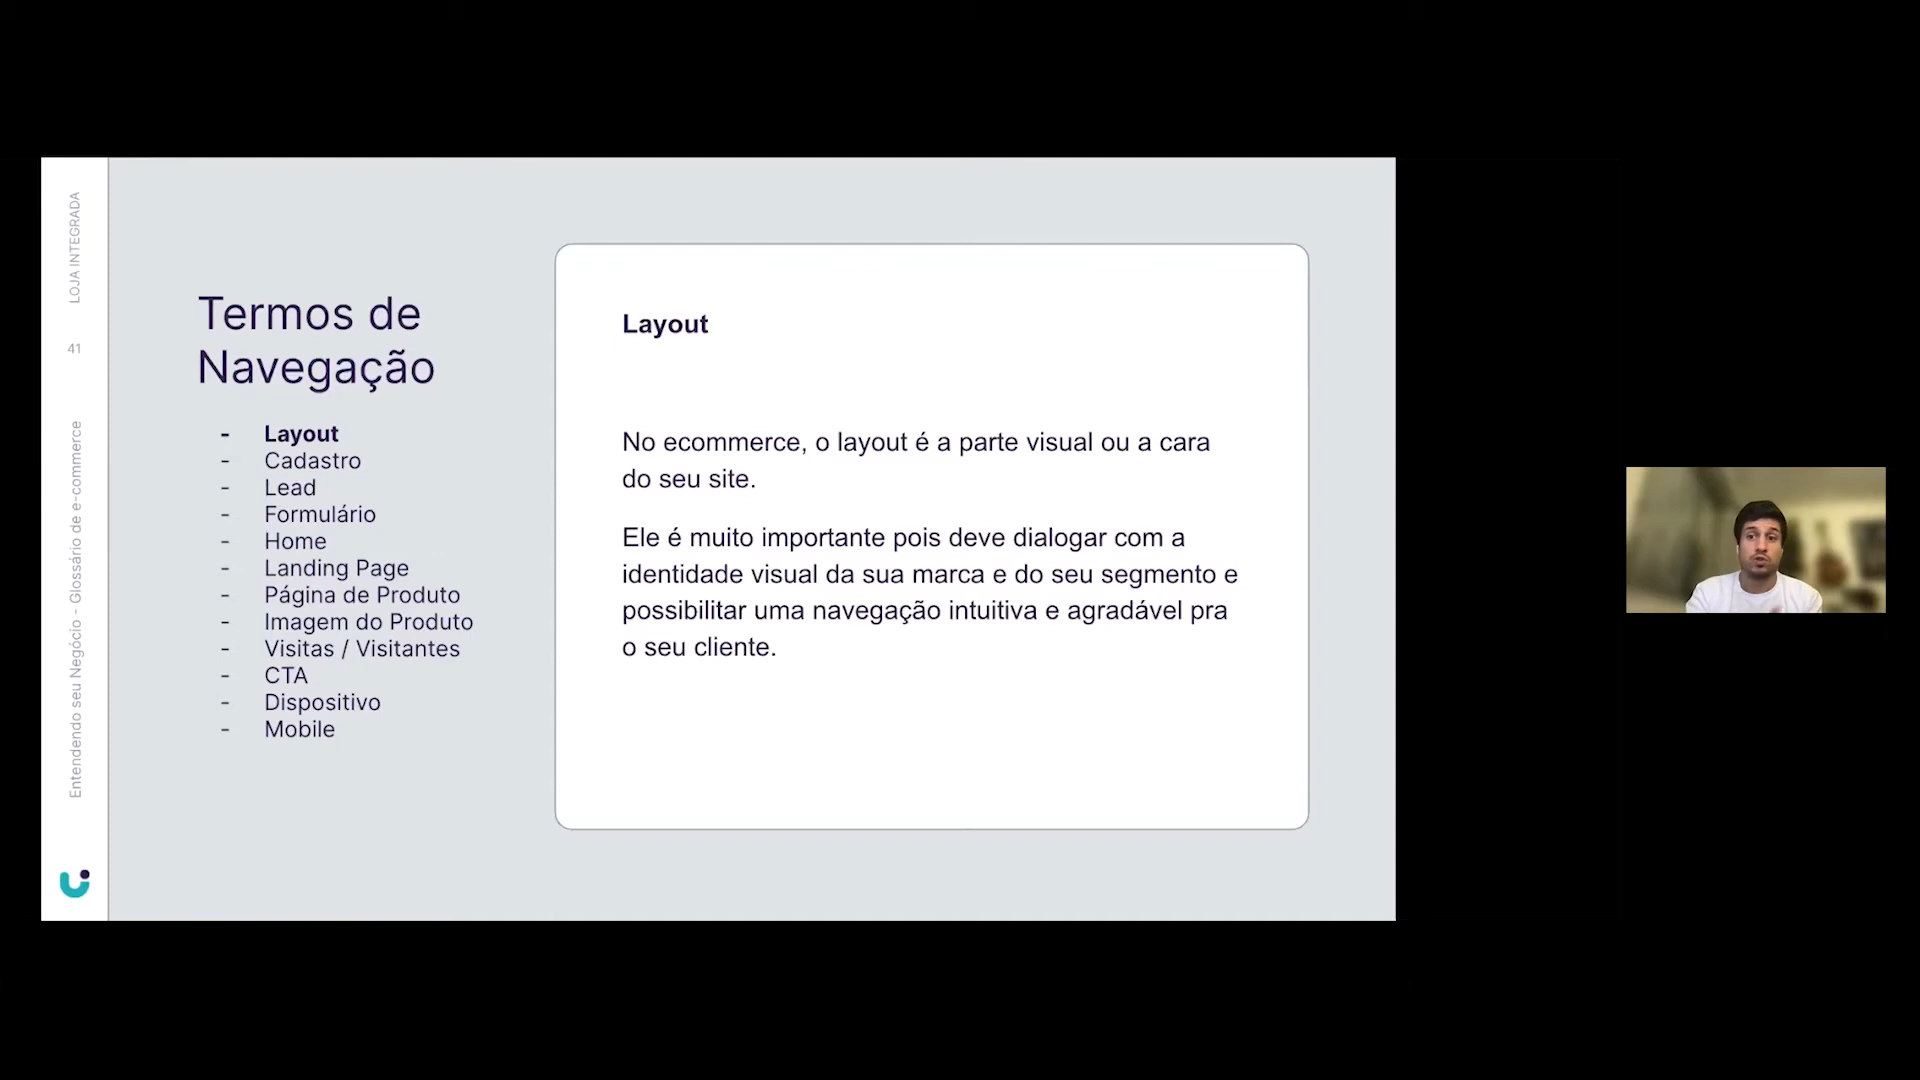 LOJA INTEGRADA
41
Entendendo seu Negócio - Glossário de e-commerce
Termos de
Navegação
- Layout
- Cadastro
- Lead
- Formulário
- Home
- Landing Page
- Página de Produto
- Imagem do Produto
- Visitas / Visitantes
- CTA
- Dispositivo
- Mobile
Layout
No ecommerce, o layout é a parte visual ou a cara
do seu site.
Ele é muito importante pois deve dialogar com a
identidade visual da sua marca e do seu segmento e
possibilitar uma navegação intuitiva e agradável pra
o seu cliente.